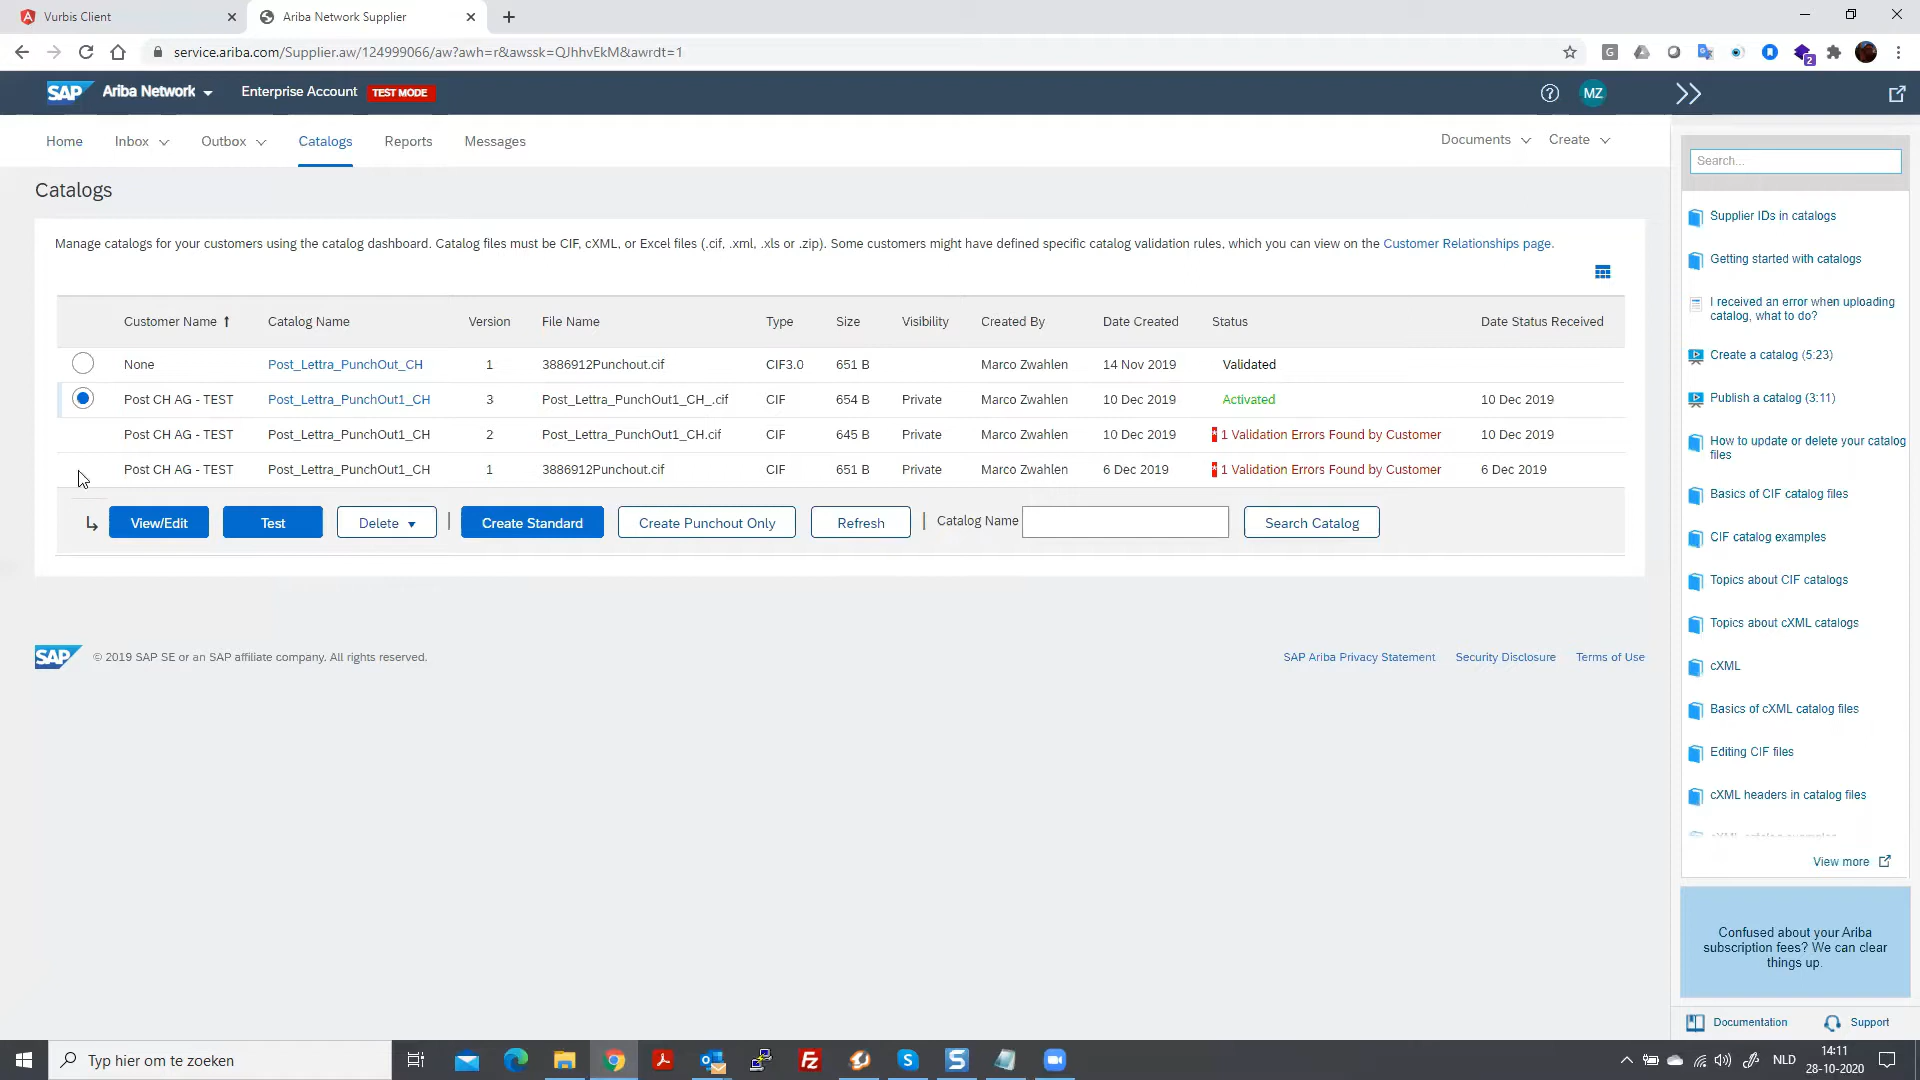 Vurbis Client
Ariba Network Supplier
service.ariba.com/Supplier.aw/124999066/aw?awh=r&awssk=QJhhvEkM&awrdt=1
2
SAP Ariba Network Enterprise Account TEST MODE
MZ
Home Inbox Outbox Catalogs Reports Messages Documents Create
Search...
Catalogs
Manage catalogs for your customers using the catalog dashboard. Catalog files must be CIF, cXML, or Excel files (.cif, .xml, .xls or .zip). Some customers might have defined specific catalog validation rules, which you can view on the Customer Relationships page.
Customer Name ↑ Catalog Name Version File Name Type Size Visibility Created By Date Created Status Date Status Received
None Post_Lettra_PunchOut_CH 1 3886912Punchout.cif CIF3.0 651 B Marco Zwahlen 14 Nov 2019 Validated
Post CH AG - TEST Post_Lettra_PunchOut1_CH 3 Post_Lettra_PunchOut1_CH_.cif CIF 654 B Private Marco Zwahlen 10 Dec 2019 Activated 10 Dec 2019
Post CH AG - TEST Post_Lettra_PunchOut1_CH 2 Post_Lettra_PunchOut1_CH.cif CIF 645 B Private Marco Zwahlen 10 Dec 2019 1 Validation Errors Found by Customer 10 Dec 2019
Post CH AG - TEST Post_Lettra_PunchOut1_CH 1 3886912Punchout.cif CIF 651 B Private Marco Zwahlen 6 Dec 2019 1 Validation Errors Found by Customer 6 Dec 2019
View/Edit Test Delete | Create Standard Create Punchout Only Refresh | Catalog Name Search Catalog
SAP © 2019 SAP SE or an SAP affiliate company. All rights reserved.
SAP Ariba Privacy Statement Security Disclosure Terms of Use
Supplier IDs in catalogs
Getting started with catalogs
I received an error when uploading
catalog, what to do?
Create a catalog (5:23)
Publish a catalog (3:11)
How to update or delete your catalog
files
Basics of CIF catalog files
CIF catalog examples
Topics about CIF catalogs
Topics about cXML catalogs
cXML
Basics of cXML catalog files
Editing CIF files
cXML headers in catalog files
cXML catalog examples
View more
Confused about your Ariba
subscription fees? We can clear
things up.
Documentation Support
Typ hier om te zoeken
NLD
14:11
28-10-2020